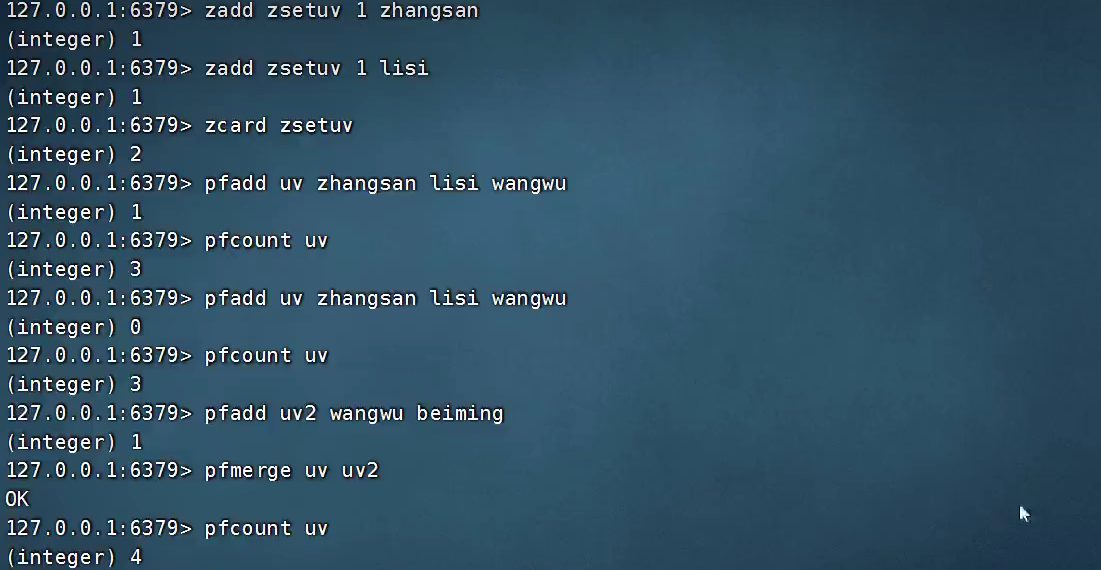 127.0.0.1:6379> zadd zsetuv 1 zhangsan
(integer) 1
127.0.0.1:6379> zadd zsetuv 1 lisi
(integer) 1
127.0.0.1:6379> zcard zsetuv
(integer) 2
127.0.0.1:6379> pfadd uv zhangsan lisi wangwu
(integer) 1
127.0.0.1:6379> pfcount uv
(integer) 3
127.0.0.1:6379> pfadd uv zhangsan lisi wangwu
(integer) 0
127.0.0.1:6379> pfcount uv
(integer) 3
127.0.0.1:6379> pfadd uv2 wangwu beiming
(integer) 1
127.0.0.1:6379> pfmerge uv uv2
OK
127.0.0.1:6379> pfcount uv
(integer) 4